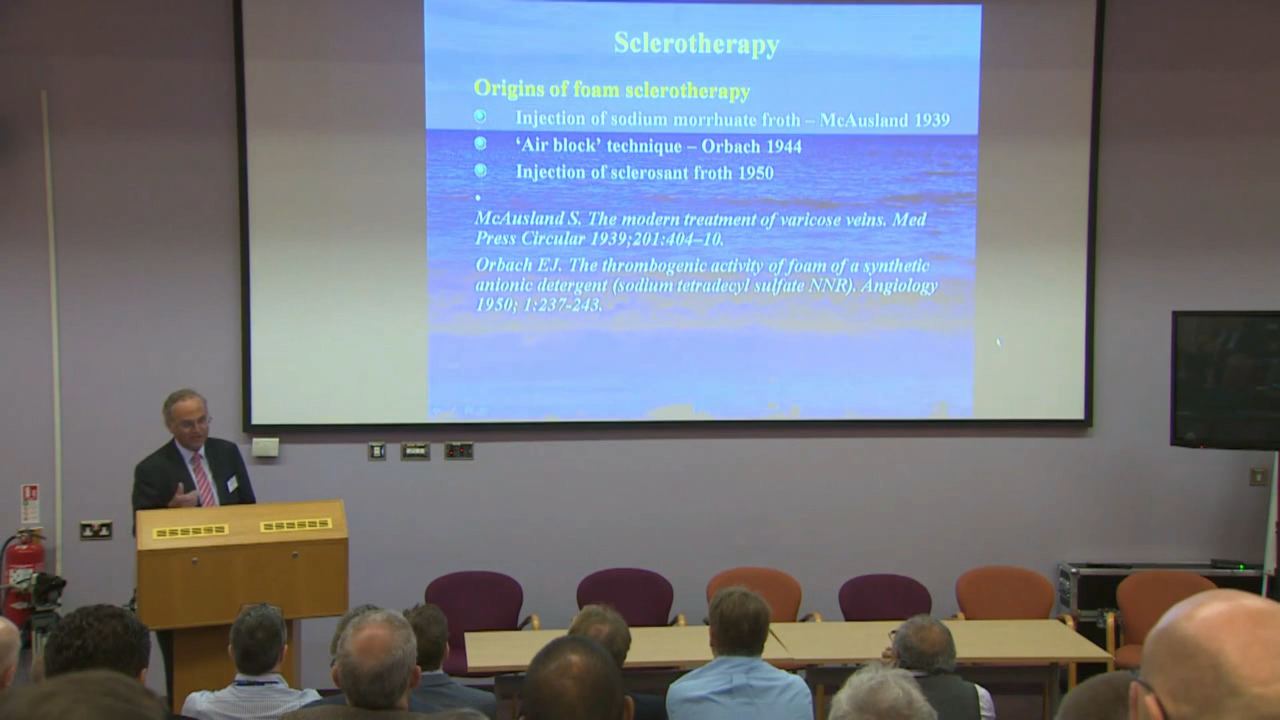 Sclerotherapy
Origins of foam sclerotherapy
Injection of sodium morrhuate froth – McAusland 1939
‘Air block’ technique – Orbach 1944
Injection of sclerosant froth 1950
McAusland S. The modern treatment of varicose veins. Med
Press Circular 1939;201:404–10.
Orbach EJ. The thrombogenic activity of foam of a synthetic
anionic detergent (sodium tetradecyl sulfate NNR). Angiology
1950; 1:237-243.